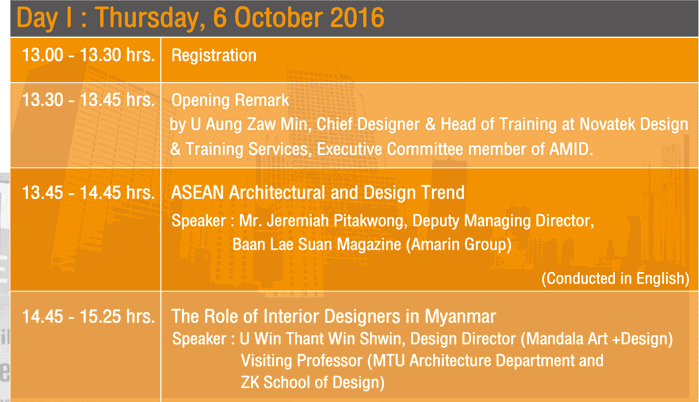 Day I : Thursday, 6 October 2016
13.00 - 13.30 hrs. Registration
13.30 - 13.45 hrs. Opening Remark
by U Aung Zaw Min, Chief Designer & Head of Training at Novatek Design
& Training Services, Executive Committee member of AMID.
13.45 - 14.45 hrs. ASEAN Architectural and Design Trend
Speaker : Mr. Jeremiah Pitakwong, Deputy Managing Director,
Baan Lae Suan Magazine (Amarin Group)
(Conducted in English)
14.45 - 15.25 hrs. The Role of Interior Designers in Myanmar
Speaker : U Win Thant Win Shwin, Design Director (Mandala Art +Design)
Visiting Professor (MTU Architecture Department and
ZK School of Design)